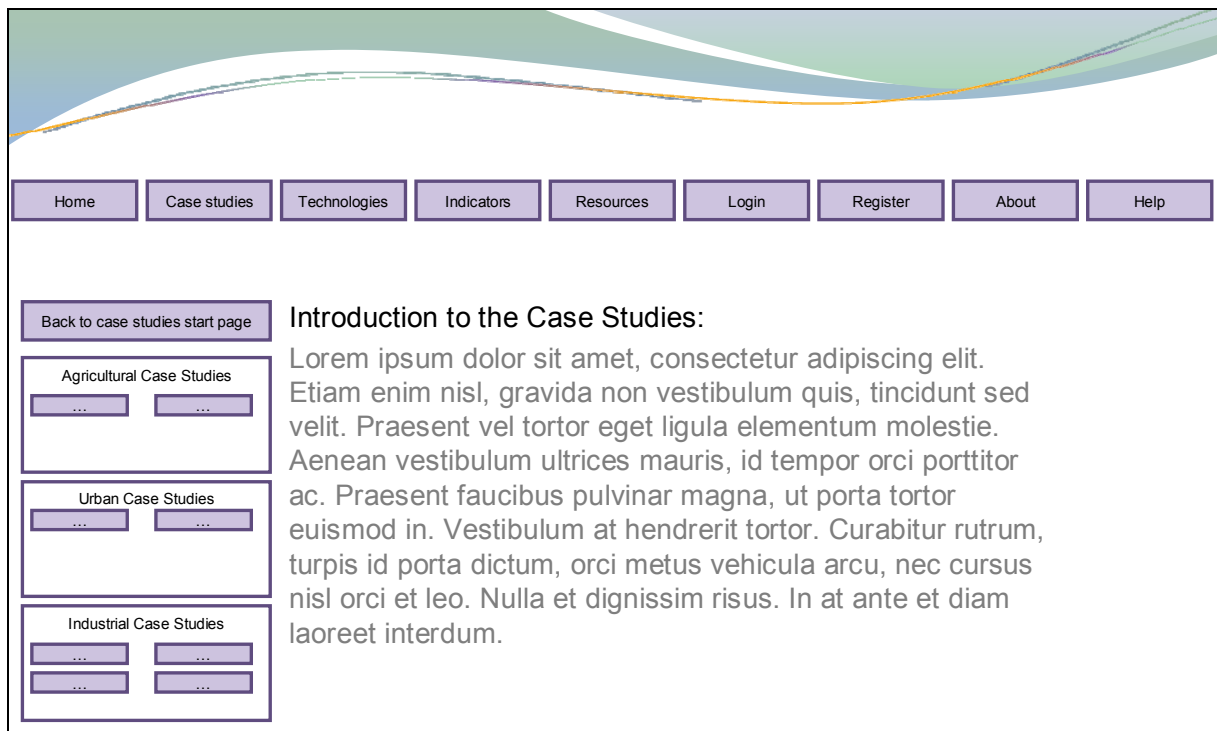 Home Case studies Technologies Indicators Resources Login Register About Help
Back to case studies start page
Agricultural Case Studies
... ...
Urban Case Studies
... ...
Industrial Case Studies
... ...
... ...
Introduction to the Case Studies:
Lorem ipsum dolor sit amet, consectetur adipiscing elit.
Etiam enim nisl, gravida non vestibulum quis, tincidunt sed
velit. Praesent vel tortor eget ligula elementum molestie.
Aenean vestibulum ultrices mauris, id tempor orci porttitor
ac. Praesent faucibus pulvinar magna, ut porta tortor
euismod in. Vestibulum at hendrerit tortor. Curabitur rutrum,
turpis id porta dictum, orci metus vehicula arcu, nec cursus
nisl orci et leo. Nulla et dignissim risus. In at ante et diam
laoreet interdum.